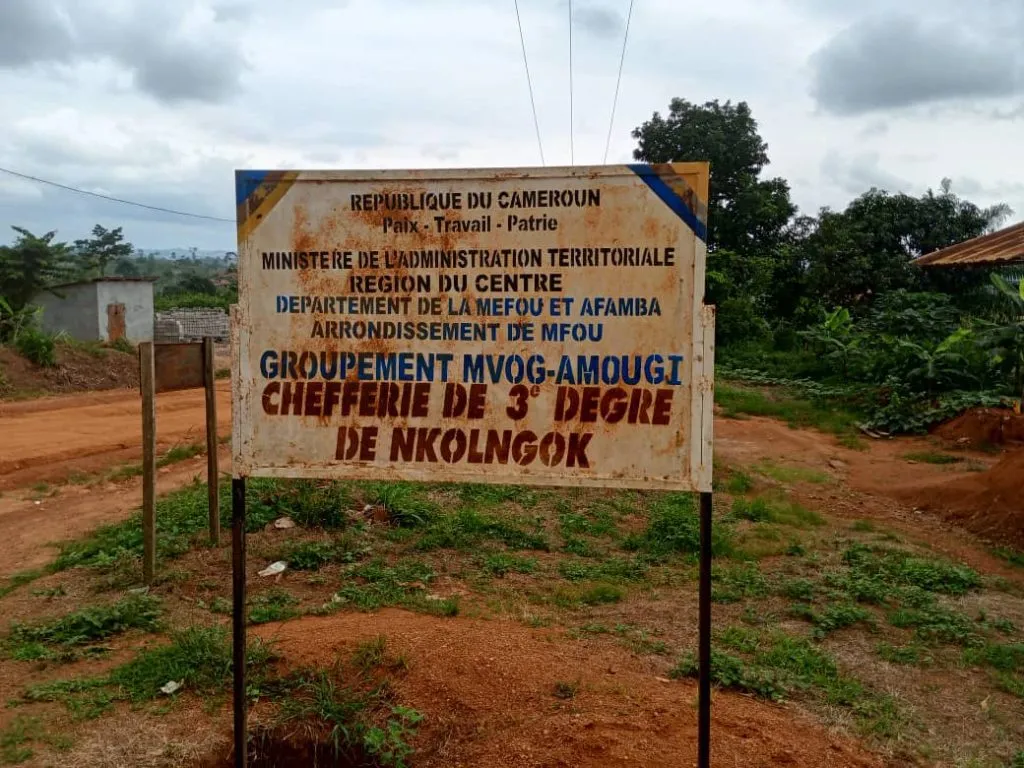 REPUBLIQUE DU CAMEROUN
Paix - Travail - Patrie
MINISTERE DE L'ADMINISTRATION TERRITORIALE
REGION DU CENTRE
DEPARTEMENT DE LA MEFOU ET AFAMBA
ARRONDISSEMENT DE MFOU
GROUPEMENT MVOG-AMOUGI
CHEFFERIE DE 3e DEGRE
DE NKOLNGOK